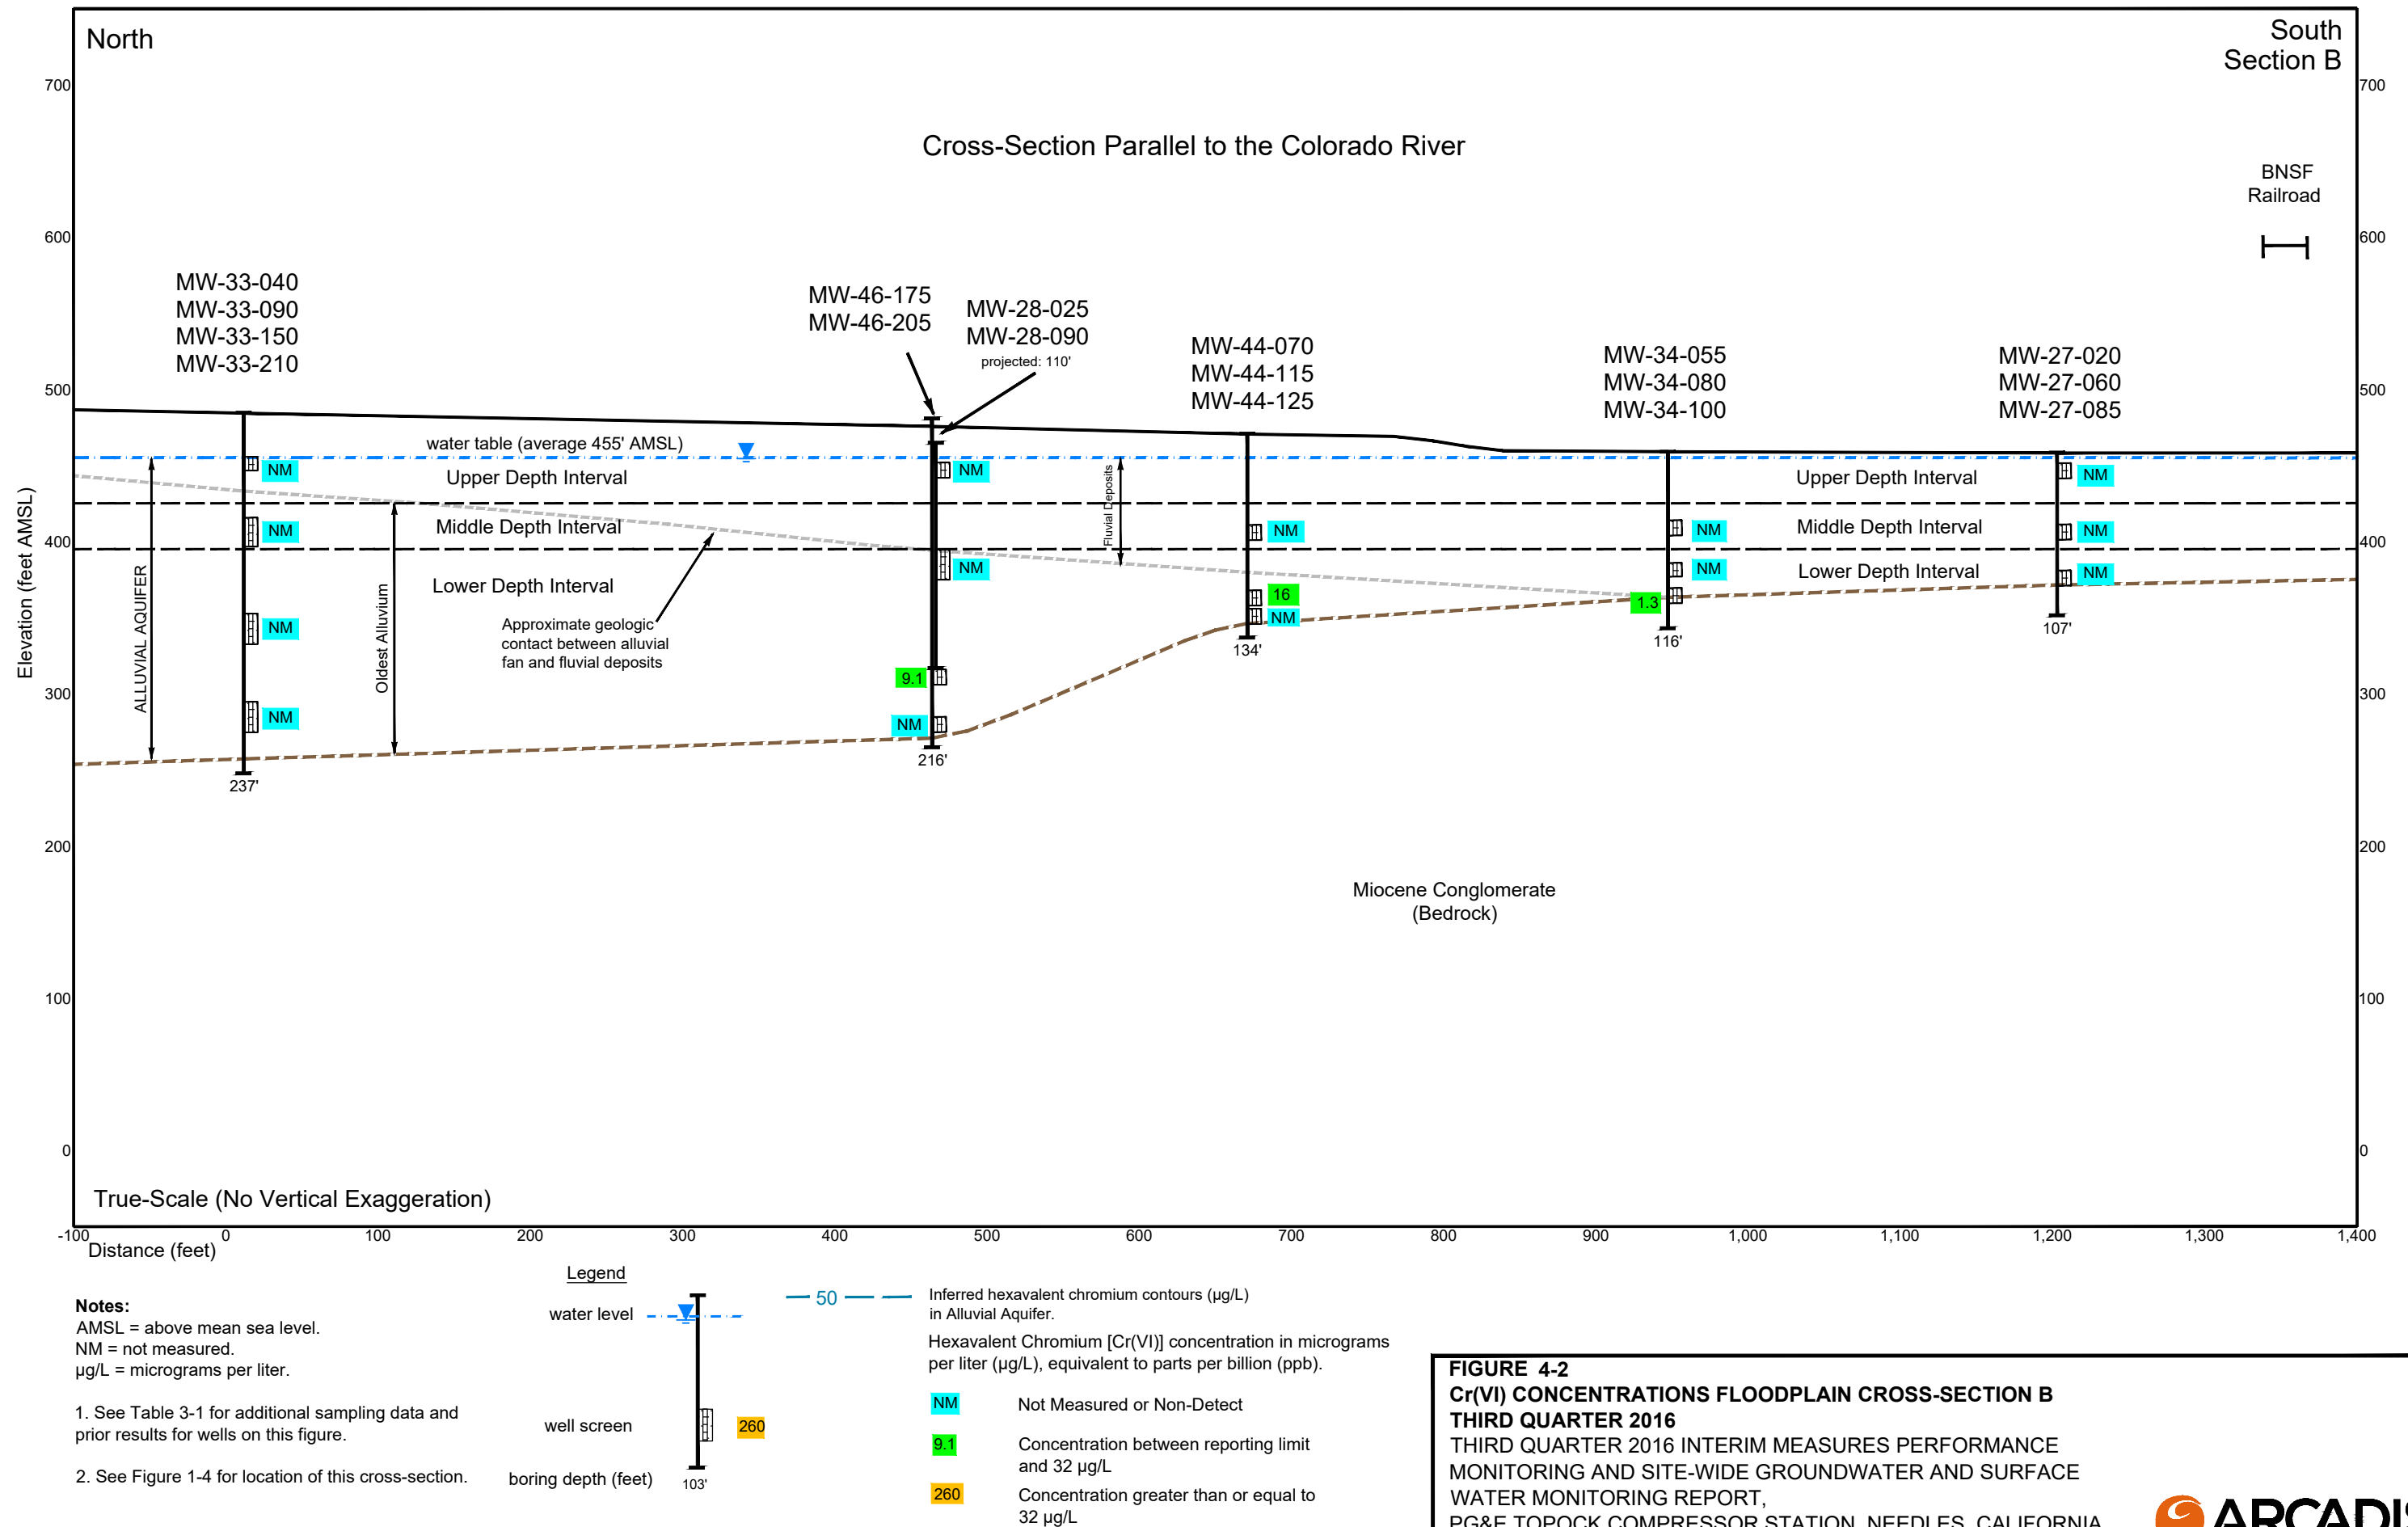 North
South
Section B
Cross-Section Parallel to the Colorado River
BNSF
Railroad
700
600
500
400
300
200
100
0
Elevation (feet AMSL)
700
600
500
400
300
200
100
0
MW-33-040
MW-33-090
MW-33-150
MW-33-210
MW-46-175
MW-46-205
MW-28-025
MW-28-090
projected: 110'
MW-44-070
MW-44-115
MW-44-125
MW-34-055
MW-34-080
MW-34-100
MW-27-020
MW-27-060
MW-27-085
water table (average 455' AMSL)
Upper Depth Interval
Middle Depth Interval
Lower Depth Interval
Upper Depth Interval
Middle Depth Interval
Lower Depth Interval
ALLUVIAL AQUIFER
Oldest Alluvium
Fluvial Deposits
Approximate geologic
contact between alluvial
fan and fluvial deposits
NM
NM
NM
NM
237'
NM
NM
9.1
NM
216'
NM
16
NM
134'
NM
NM
1.3
116'
NM
NM
NM
107'
Miocene Conglomerate
(Bedrock)
True-Scale (No Vertical Exaggeration)
-100 0 100 200 300 400 500 600 700 800 900 1,000 1,100 1,200 1,300 1,400
Distance (feet)
Notes:
AMSL = above mean sea level.
NM = not measured.
µg/L = micrograms per liter.
1. See Table 3-1 for additional sampling data and
prior results for wells on this figure.
2. See Figure 1-4 for location of this cross-section.
Legend
water level
well screen
260
boring depth (feet)
103'
50
Inferred hexavalent chromium contours (µg/L)
in Alluvial Aquifer.
Hexavalent Chromium [Cr(VI)] concentration in micrograms
per liter (µg/L), equivalent to parts per billion (ppb).
NM Not Measured or Non-Detect
9.1 Concentration between reporting limit
and 32 µg/L
260 Concentration greater than or equal to
32 µg/L
FIGURE 4-2
Cr(VI) CONCENTRATIONS FLOODPLAIN CROSS-SECTION B
THIRD QUARTER 2016
THIRD QUARTER 2016 INTERIM MEASURES PERFORMANCE
MONITORING AND SITE-WIDE GROUNDWATER AND SURFACE
WATER MONITORING REPORT,
PG&E TOPOCK COMPRESSOR STATION, NEEDLES, CALIFORNIA
ARCADIS